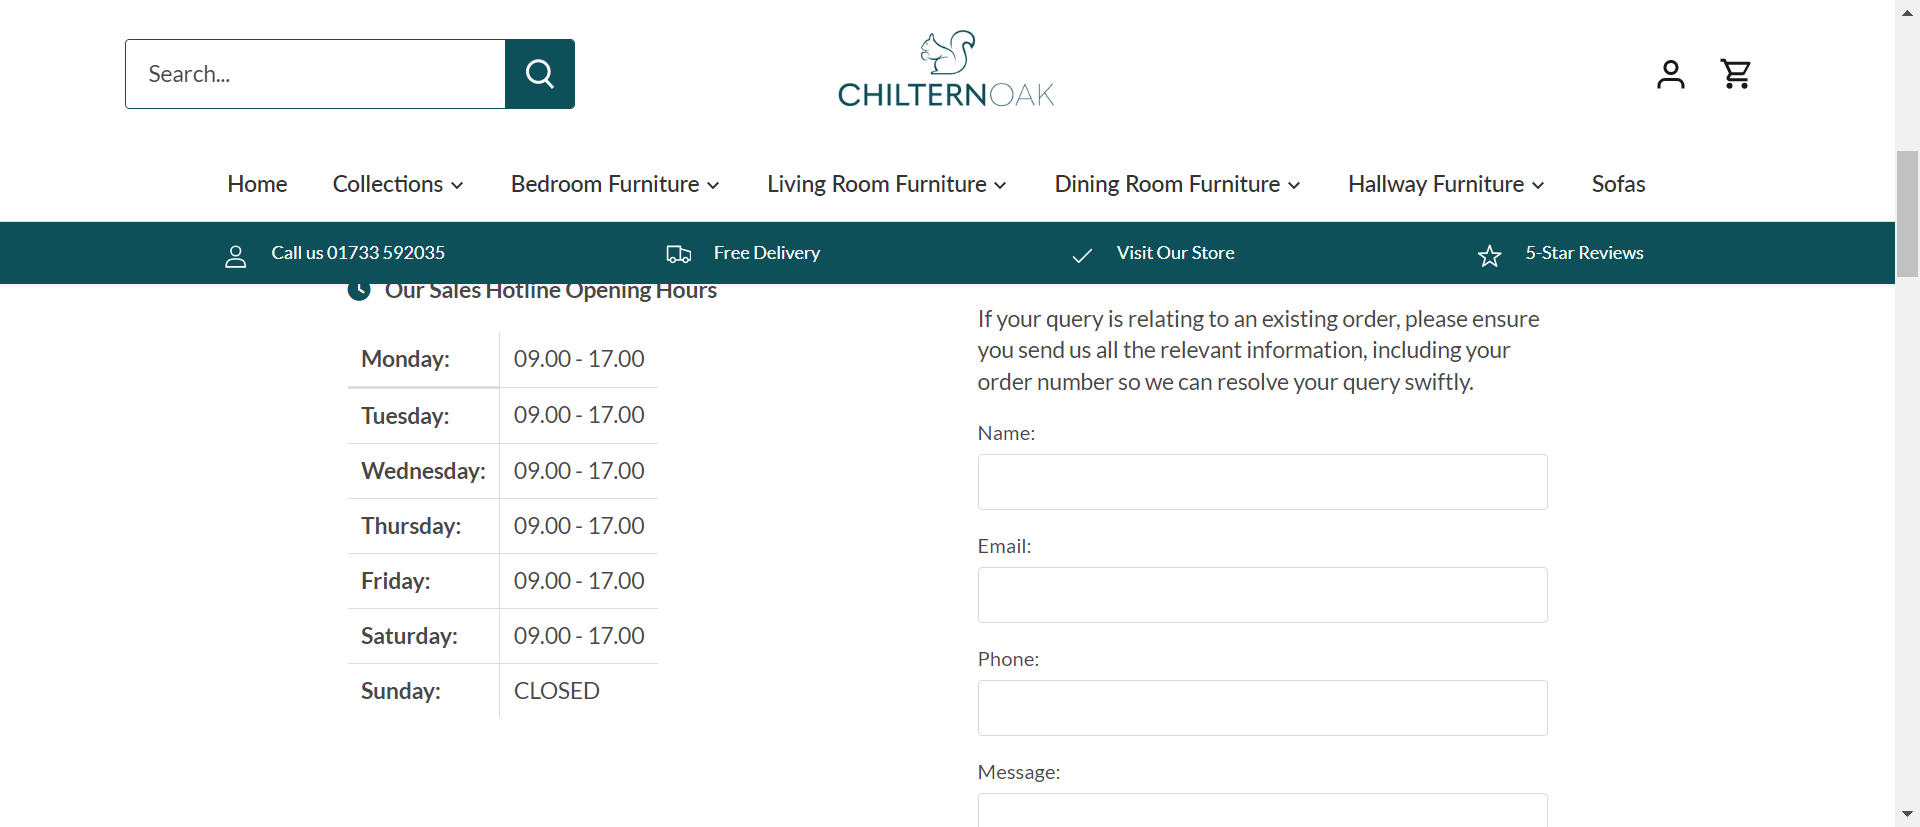 Search...
CHILTERNOAK
Home Collections Bedroom Furniture Living Room Furniture Dining Room Furniture Hallway Furniture Sofas
Call us 01733 592035 Free Delivery Visit Our Store 5-Star Reviews
Our Sales Hotline Opening Hours
Monday: 09.00 - 17.00
Tuesday: 09.00 - 17.00
Wednesday: 09.00 - 17.00
Thursday: 09.00 - 17.00
Friday: 09.00 - 17.00
Saturday: 09.00 - 17.00
Sunday: CLOSED
If your query is relating to an existing order, please ensure
you send us all the relevant information, including your
order number so we can resolve your query swiftly.
Name:
Email:
Phone:
Message: